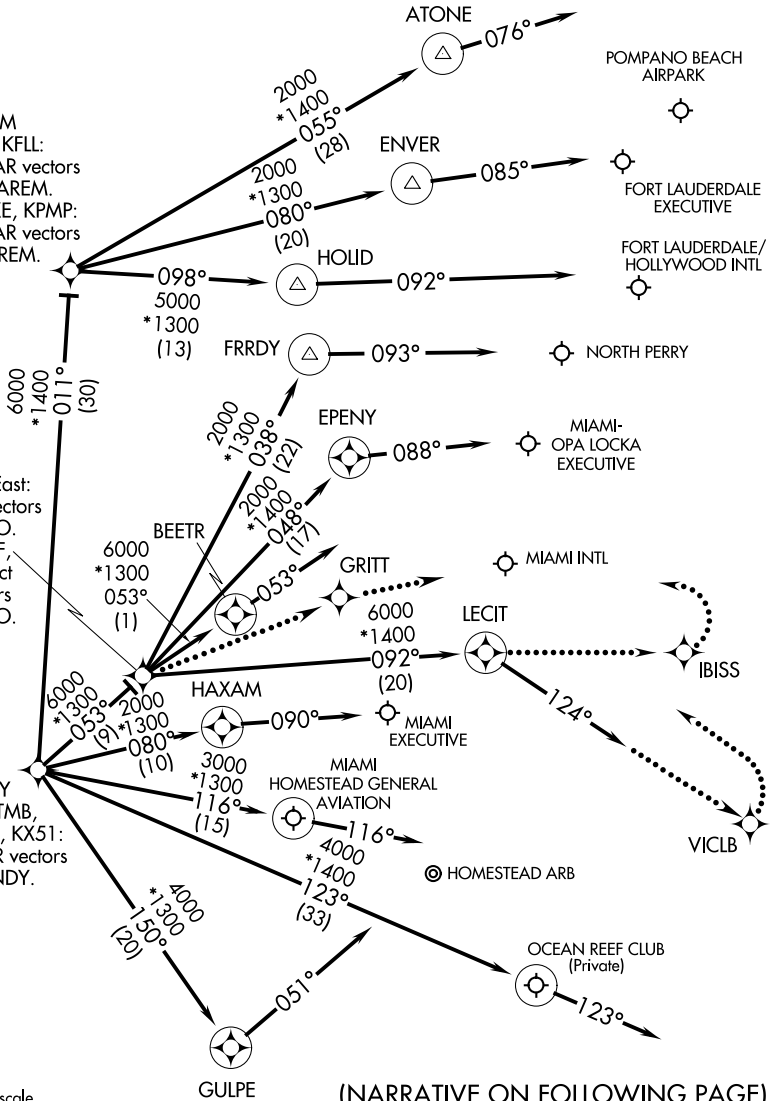 ATONE
076°
POMPANO BEACH
AIRPARK
2000
*1400
055°
(28)
M
KFLL:
AR vectors
AREM.
E, KPMP:
AR vectors
REM.
ENVER
2000
*1300
080°
(20)
085°
FORT LAUDERDALE
EXECUTIVE
FORT LAUDERDALE/
HOLLYWOOD INTL
HOLID
098°
092°
5000
*1300
(13)
FRRDY
093°
NORTH PERRY
6000
*1400
011°
(30)
2000
*1300
038°
(22)
EPENY
088°
MIAMI-
OPA LOCKA
EXECUTIVE
2000
*1400
048°
(17)
East:
ectors
O.
F,
ct
rs
O.
BEETR
053°
6000
*1300
053°
(1)
GRITT
MIAMI INTL
6000
*1400
092°
(20)
LECIT
IBISS
124°
VICLB
6000
*1300
053°
(9)
HAXAM
2000
*1300
080°
(10)
090°
MIAMI
EXECUTIVE
3000
*1300
116°
(15)
MIAMI
HOMESTEAD GENERAL
AVIATION
116°
Y
TMB,
, KX51:
R vectors
NDY.
4000
*1400
123°
(33)
HOMESTEAD ARB
4000
*1300
150°
(20)
051°
OCEAN REEF CLUB
(Private)
123°
GULPE
scale
(NARRATIVE ON FOLLOWING PAGE)